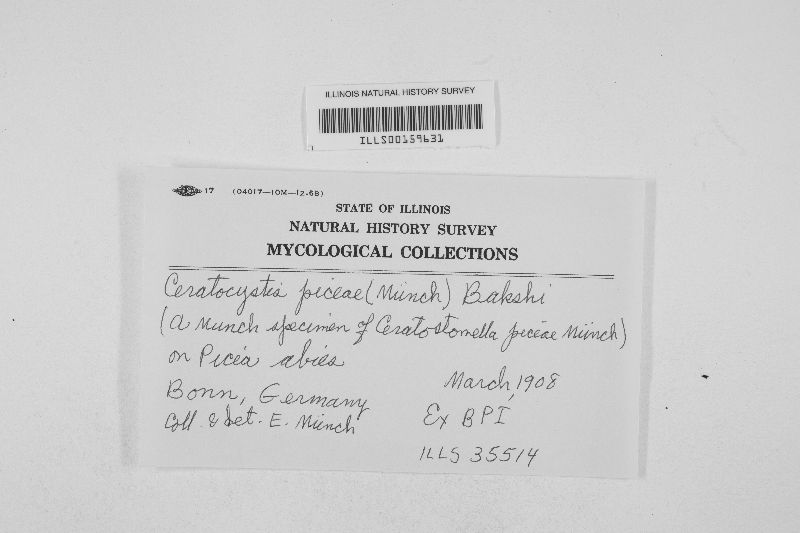 ILLINOIS NATURAL HISTORY SURVEY
ILLS00159631
17 (04017—10M—12-68)
STATE OF ILLINOIS
NATURAL HISTORY SURVEY
MYCOLOGICAL COLLECTIONS
Ceratocystis piceae (Münch) Bakshi
(a Munch specimen of Ceratostomella piceae Münch)
on Picea abies
Bonn, Germany March, 1908
Coll. & det. E. Münch Ex BPI
ILLS 35514